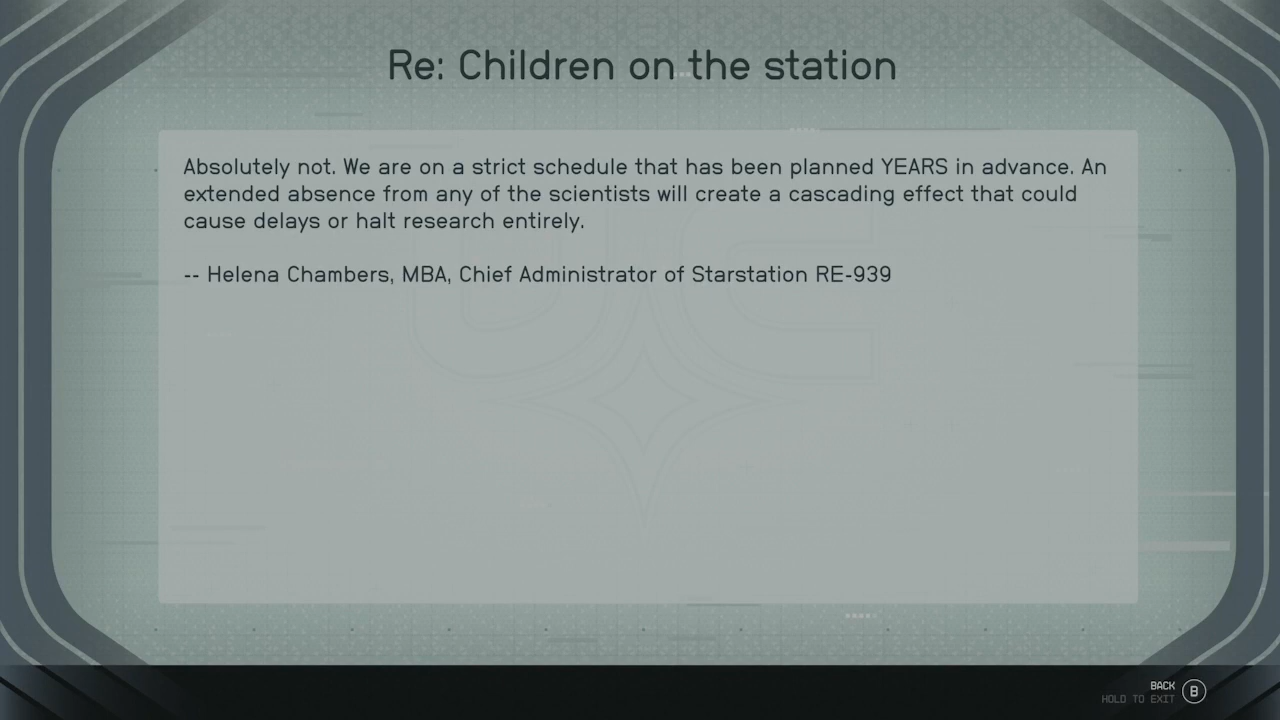 Re: Children on the station
Absolutely not. We are on a strict schedule that has been planned YEARS in advance. An
extended absence from any of the scientists will create a cascading effect that could
cause delays or halt research entirely.
-- Helena Chambers, MBA, Chief Administrator of Starstation RE-939
UC
BACK
HOLD TO EXIT
B